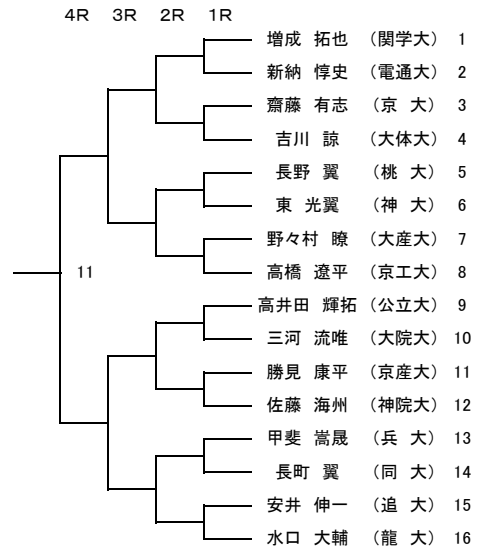 4R 3R 2R 1R
増成 拓也 （関学大） 1
新納 惇史 （電通大） 2
齋藤 有志 （京 大） 3
吉川 諒 （大体大） 4
長野 翼 （桃 大） 5
東 光翼 （神 大） 6
野々村 瞭 （大産大） 7
高橋 遼平 （京工大） 8
11
高井田 輝拓 （公立大） 9
三河 流唯 （大院大） 10
勝見 康平 （京産大） 11
佐藤 海州 （神院大） 12
甲斐 嵩晟 （兵 大） 13
長町 翼 （同 大） 14
安井 伸一 （追 大） 15
水口 大輔 （龍 大） 16